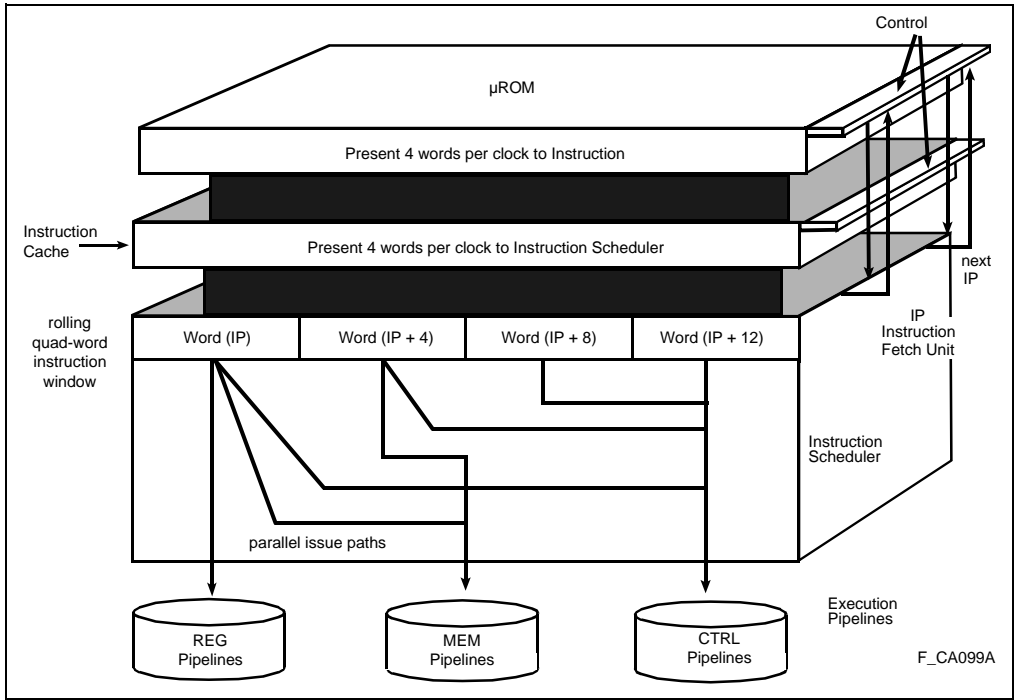 Control
µROM
Present 4 words per clock to Instruction
Instruction
Cache
Present 4 words per clock to Instruction Scheduler
next
IP
rolling
quad-word
instruction
window
Word (IP)
Word (IP + 4)
Word (IP + 8)
Word (IP + 12)
IP
Instruction
Fetch Unit
Instruction
Scheduler
parallel issue paths
REG
Pipelines
MEM
Pipelines
CTRL
Pipelines
Execution
Pipelines
F_CA099A